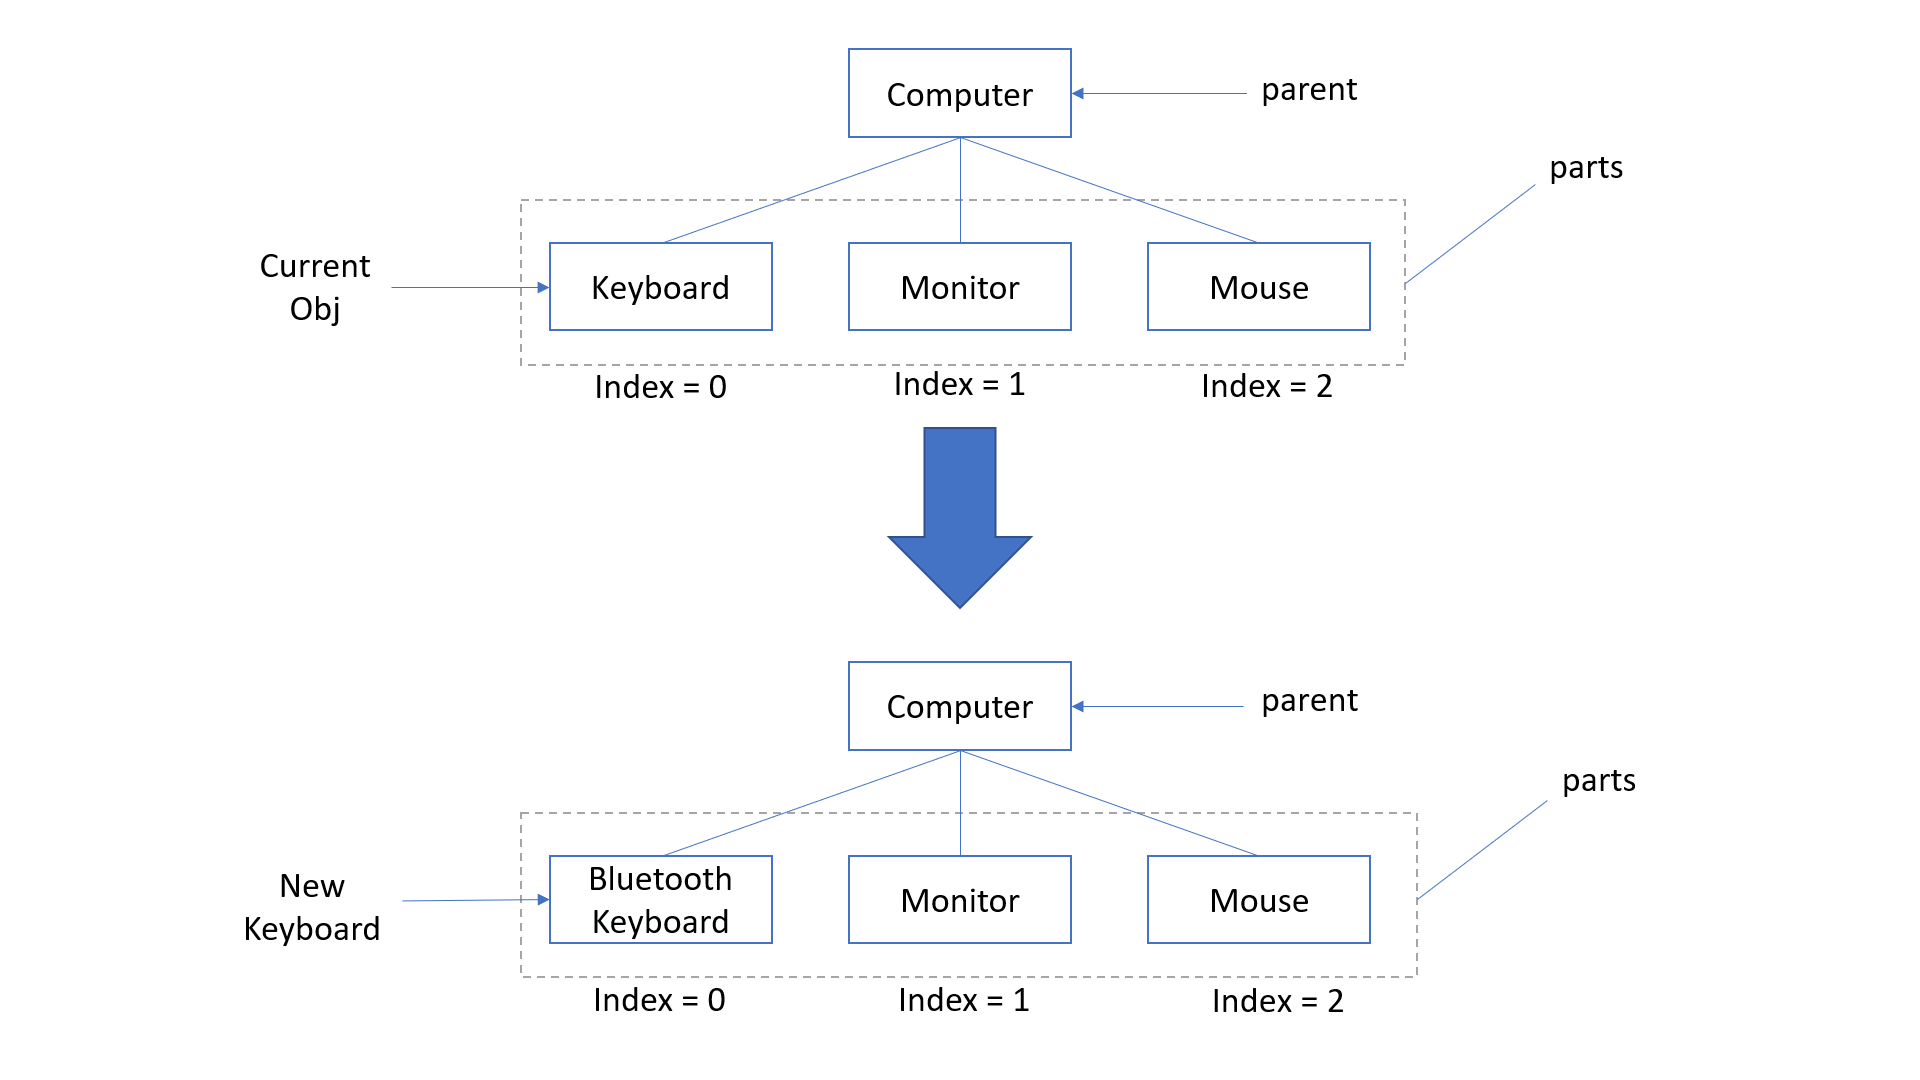 Computer
parent
parts
Current
Obj
Keyboard
Monitor
Mouse
Index = 0
Index = 1
Index = 2
Computer
parent
parts
New
Keyboard
Bluetooth
Keyboard
Monitor
Mouse
Index = 0
Index = 1
Index = 2